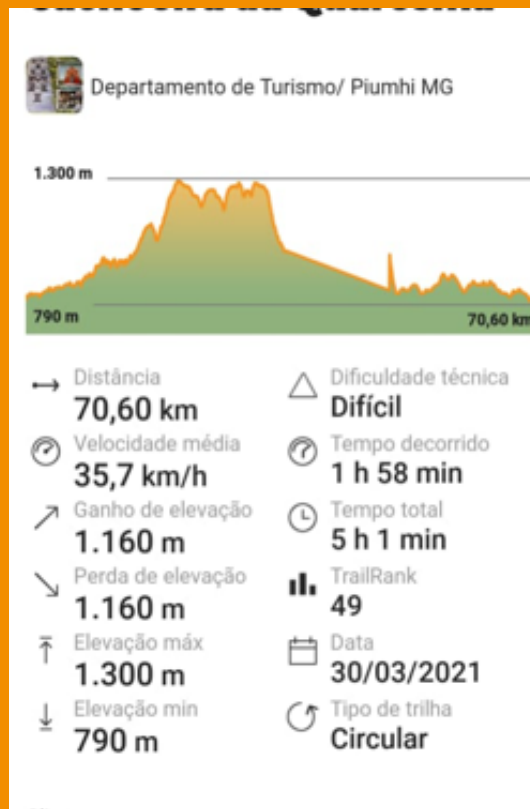 Departamento de Turismo/ Piumhi MG
1.300 m
790 m
70,60 km
Distância
70,60 km
Dificuldade técnica
Difícil
Velocidade média
35,7 km/h
Tempo decorrido
1 h 58 min
Ganho de elevação
1.160 m
Tempo total
5 h 1 min
Perda de elevação
1.160 m
TrailRank
49
Elevação máx
1.300 m
Data
30/03/2021
Elevação min
790 m
Tipo de trilha
Circular